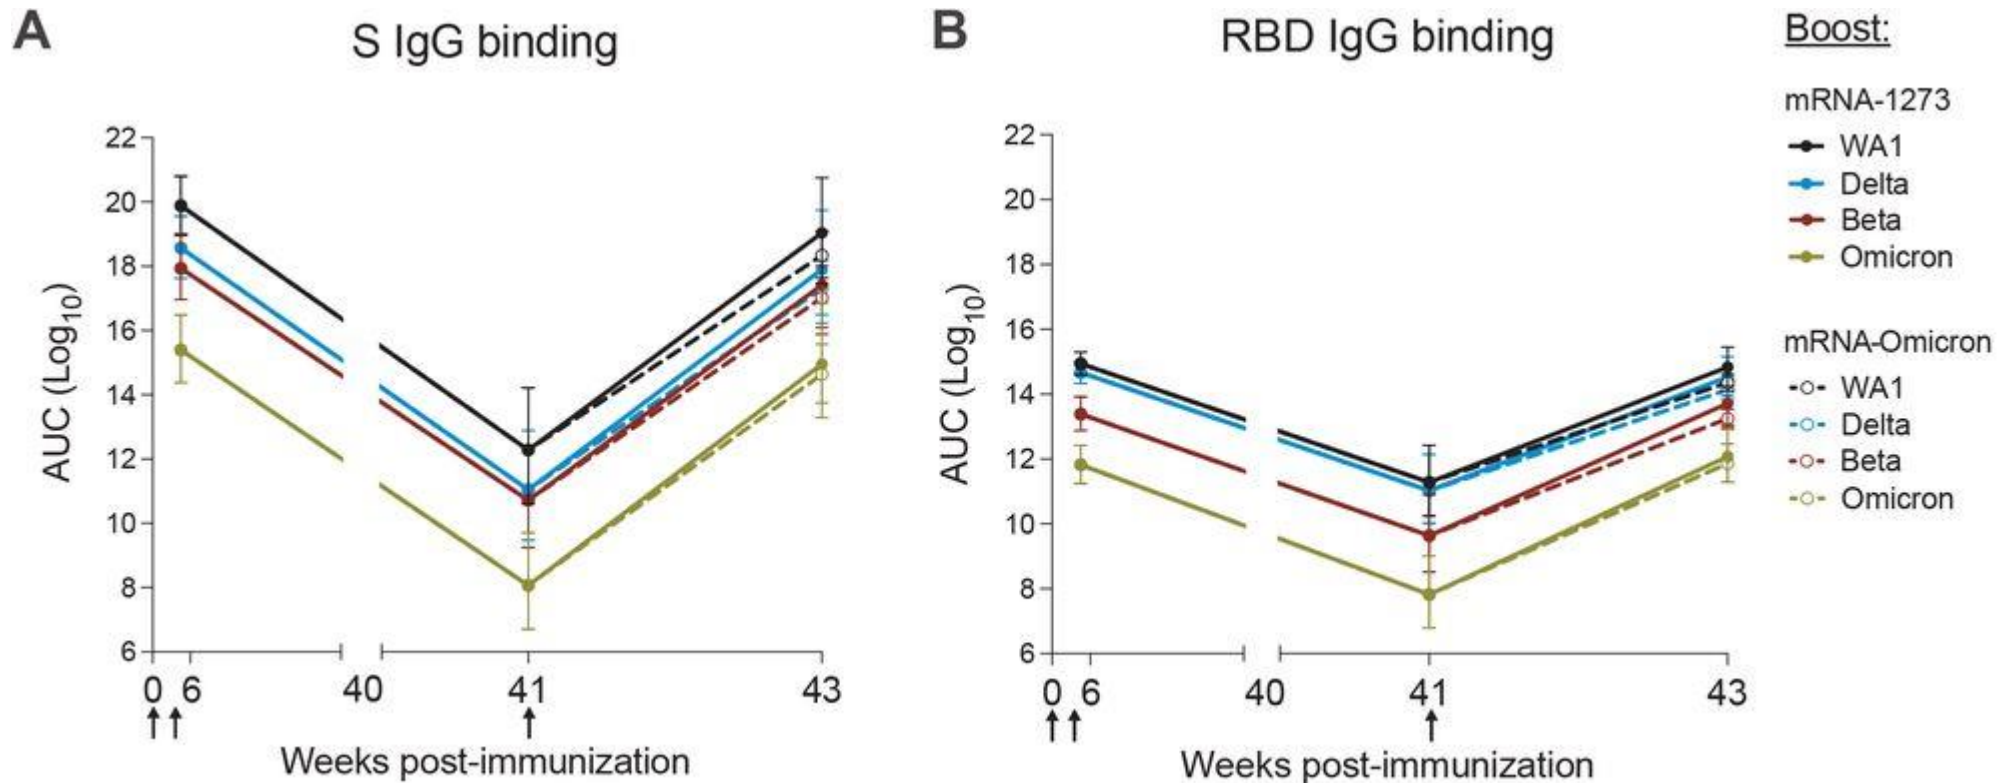 A
S IgG binding
AUC (Log10)
22
20
18
16
14
12
10
8
6
0 6 40 41 43
Weeks post-immunization
B
RBD IgG binding
AUC (Log10)
22
20
18
16
14
12
10
8
6
0 6 40 41 43
Weeks post-immunization
Boost:
mRNA-1273
WA1
Delta
Beta
Omicron
mRNA-Omicron
WA1
Delta
Beta
Omicron